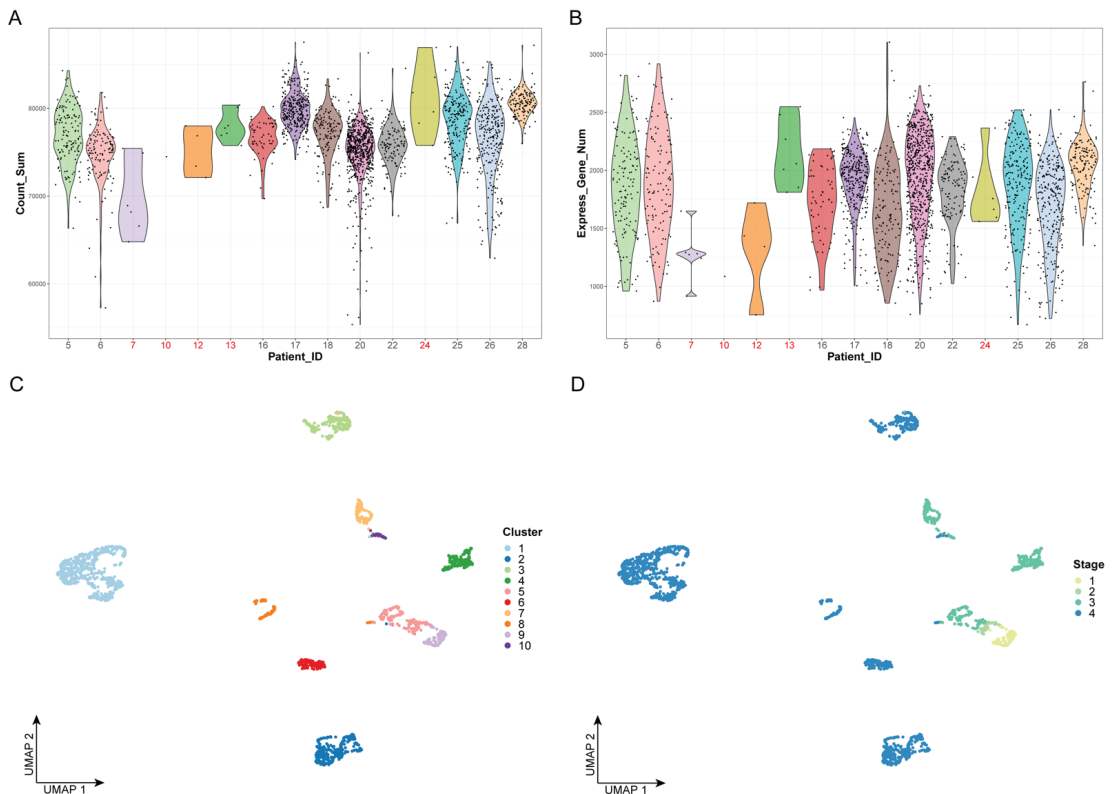 A
Count_Sum
80000
70000
60000
5 6 7 10 12 13 16 17 18 20 22 24 25 26 28
Patient_ID
B
Express_Gene_Num
3000
2500
2000
1500
1000
5 6 7 10 12 13 16 17 18 20 22 24 25 26 28
Patient_ID
C
Cluster
1
2
3
4
5
6
7
8
9
10
UMAP 2
UMAP 1
D
Stage
1
2
3
4
UMAP 2
UMAP 1